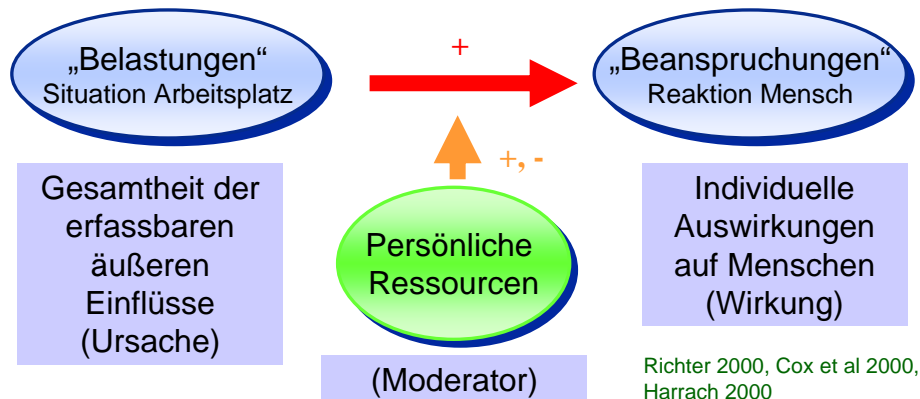 „Belastungen“
Situation Arbeitsplatz
+
„Beanspruchungen“
Reaktion Mensch
+, -
Gesamtheit der
erfassbaren
äußeren
Einflüsse
(Ursache)
Persönliche
Ressourcen
(Moderator)
Individuelle
Auswirkungen
auf Menschen
(Wirkung)
Richter 2000, Cox et al 2000,
Harrach 2000